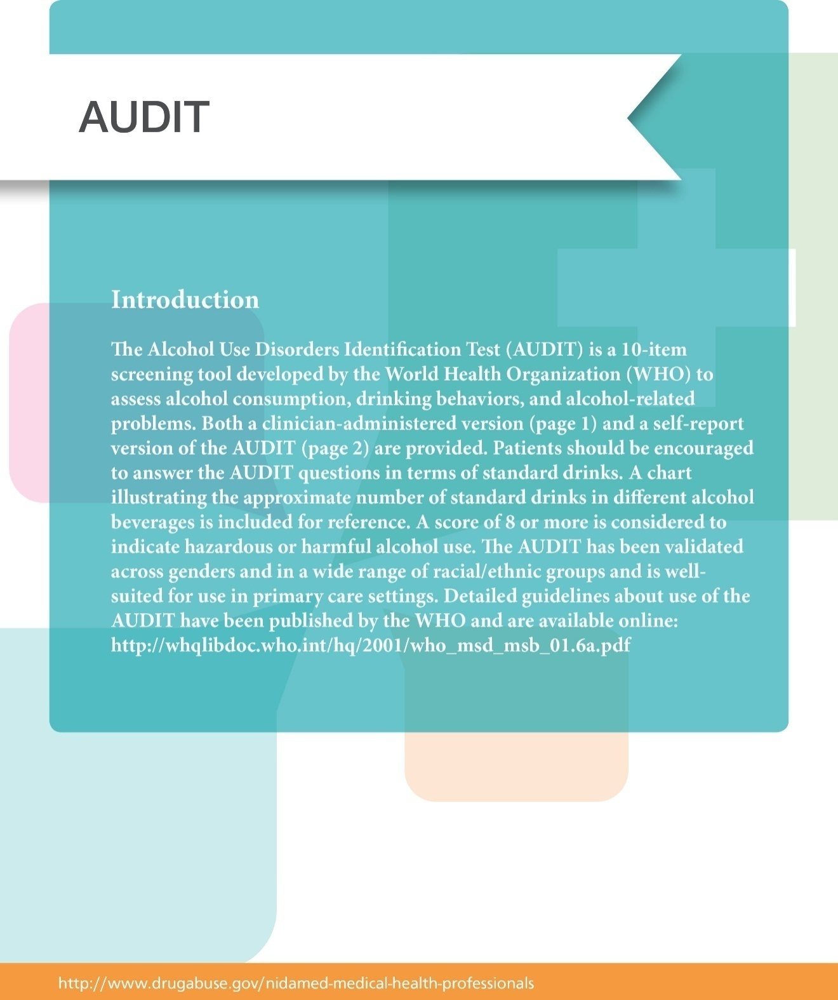 AUDIT
Introduction
The Alcohol Use Disorders Identification Test (AUDIT) is a 10-item
screening tool developed by the World Health Organization (WHO) to
assess alcohol consumption, drinking behaviors, and alcohol-related
problems. Both a clinician-administered version (page 1) and a self-report
version of the AUDIT (page 2) are provided. Patients should be encouraged
to answer the AUDIT questions in terms of standard drinks. A chart
illustrating the approximate number of standard drinks in different alcohol
beverages is included for reference. A score of 8 or more is considered to
indicate hazardous or harmful alcohol use. The AUDIT has been validated
across genders and in a wide range of racial/ethnic groups and is well-
suited for use in primary care settings. Detailed guidelines about use of the
AUDIT have been published by the WHO and are available online:
http://whqlibdoc.who.int/hq/2001/who_msd_msb_01.6a.pdf
http://www.drugabuse.gov/nidamed-medical-health-professionals